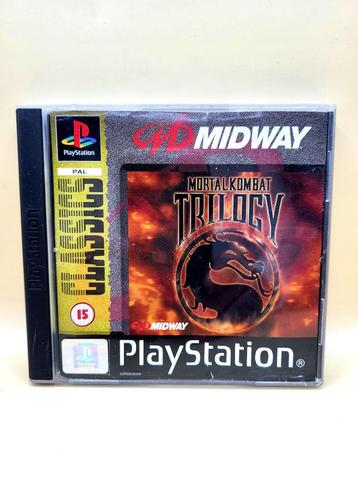 PlayStation
PAL
CLASSICS
15
MIDWAY
MORTAL KOMBAT
TRILOGY
MIDWAY
PlayStation®
PlayStation